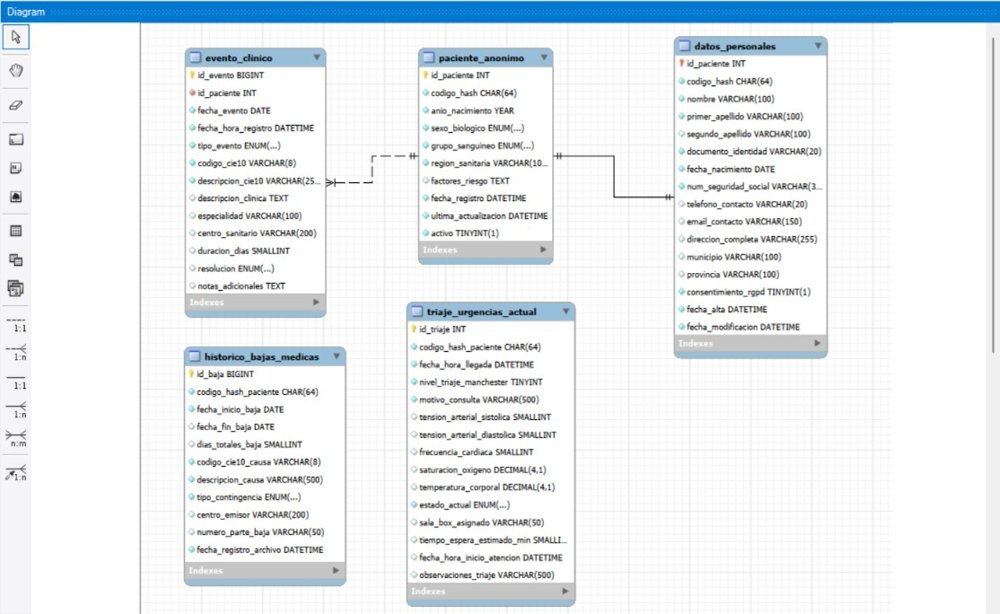 Diagram
evento_clinico
id_evento BIGINT
id_paciente INT
fecha_evento DATE
fecha_hora_registro DATETIME
tipo_evento ENUM(...)
codigo_cie10 VARCHAR(8)
descripcion_cie10 VARCHAR(25...
descripcion_clinica TEXT
especialidad VARCHAR(100)
centro_sanitario VARCHAR(200)
duracion_dias SMALLINT
resolucion ENUM(...)
notas_adicionales TEXT
Indexes
paciente_anonimo
id_paciente INT
codigo_hash CHAR(64)
anio_nacimiento YEAR
sexo_biologico ENUM(...)
grupo_sanguineo ENUM(...)
region_sanitaria VARCHAR(10...
factores_riesgo TEXT
fecha_registro DATETIME
ultima_actualizacion DATETIME
activo TINYINT(1)
Indexes
datos_personales
id_paciente INT
codigo_hash CHAR(64)
nombre VARCHAR(100)
primer_apellido VARCHAR(100)
segundo_apellido VARCHAR(100)
documento_identidad VARCHAR(20)
fecha_nacimiento DATE
num_seguridad_social VARCHAR(3...
telefono_contacto VARCHAR(20)
email_contacto VARCHAR(150)
direccion_completa VARCHAR(255)
municipio VARCHAR(100)
provincia VARCHAR(100)
consentimiento_rgpd TINYINT(1)
fecha_alta DATETIME
fecha_modificacion DATETIME
Indexes
historico_bajas_medicas
id_baja BIGINT
codigo_hash_paciente CHAR(64)
fecha_inicio_baja DATE
fecha_fin_baja DATE
dias_totales_baja SMALLINT
codigo_cie10_causa VARCHAR(8)
descripcion_causa VARCHAR(500)
tipo_contingencia ENUM(...)
centro_emisor VARCHAR(200)
numero_parte_baja VARCHAR(50)
fecha_registro_archivo DATETIME
Indexes
triaje_urgencias_actual
id_triaje INT
codigo_hash_paciente CHAR(64)
fecha_hora_llegada DATETIME
nivel_triaje_manchester TINYINT
motivo_consulta VARCHAR(500)
tension_arterial_sistolica SMALLINT
tension_arterial_diastolica SMALLINT
frecuencia_cardiaca SMALLINT
saturacion_oxigeno DECIMAL(4,1)
temperatura_corporal DECIMAL(4,1)
estado_actual ENUM(...)
sala_box_asignado VARCHAR(50)
tiempo_espera_estimado_min SMALLI...
fecha_hora_inicio_atencion DATETIME
observaciones_triaje VARCHAR(500)
Indexes
1:1
1:n
1:1
1:n
n:m
1:n